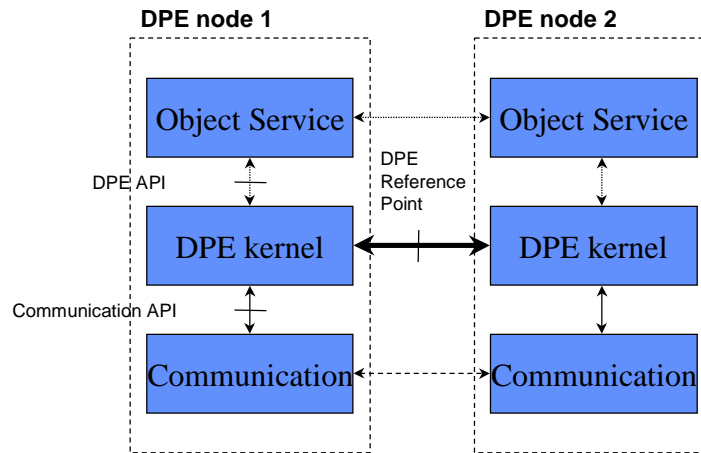 DPE node 1
DPE node 2
Object Service
Object Service
DPE API
DPE
Reference
Point
DPE kernel
DPE kernel
Communication API
Communication
Communication